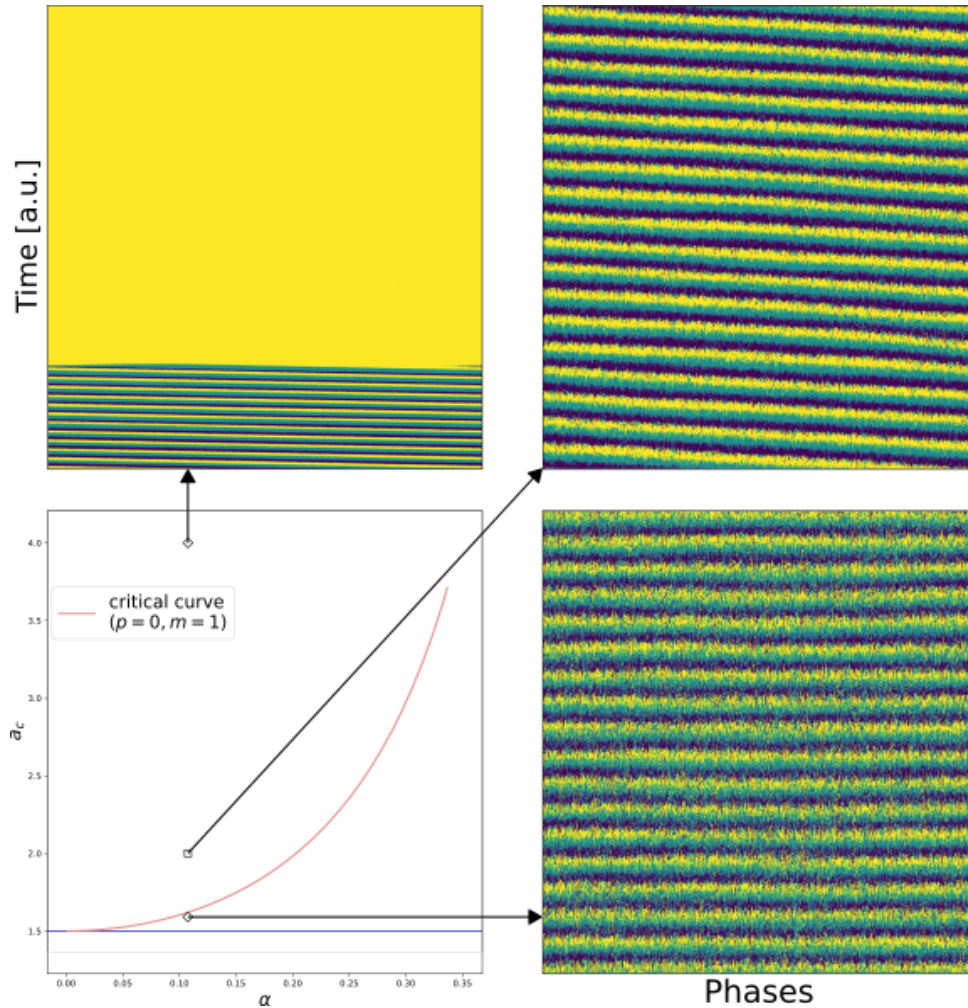 Time [a.u.]
4.0
critical curve
(p = 0, m = 1)
3.5
3.0
a_c
2.5
2.0
1.5
0.00 0.05 0.10 0.15 0.20 0.25 0.30 0.35
α
Phases